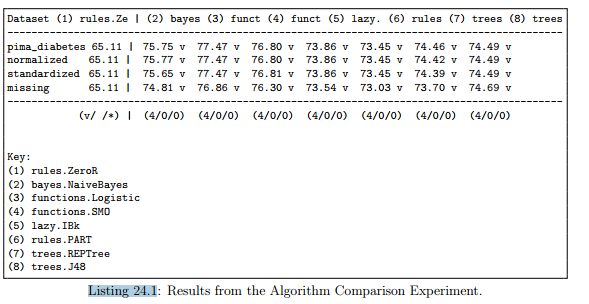 Dataset (1) rules.Ze | (2) bayes (3) funct (4) funct (5) lazy. (6) rules (7) trees (8) trees
--------------------------------------------------------------------------------------------
pima_diabetes 65.11 | 75.75 v 77.47 v 76.80 v 73.86 v 73.45 v 74.46 v 74.49 v
normalized 65.11 | 75.77 v 77.47 v 76.80 v 73.86 v 73.45 v 74.42 v 74.49 v
standardized 65.11 | 75.65 v 77.47 v 76.81 v 73.86 v 73.45 v 74.39 v 74.49 v
missing 65.11 | 74.81 v 76.86 v 76.30 v 73.54 v 73.03 v 73.70 v 74.69 v
--------------------------------------------------------------------------------------------
(v/ /*) | (4/0/0) (4/0/0) (4/0/0) (4/0/0) (4/0/0) (4/0/0) (4/0/0)
Key:
(1) rules.ZeroR
(2) bayes.NaiveBayes
(3) functions.Logistic
(4) functions.SMO
(5) lazy.IBk
(6) rules.PART
(7) trees.REPTree
(8) trees.J48
Listing 24.1: Results from the Algorithm Comparison Experiment.